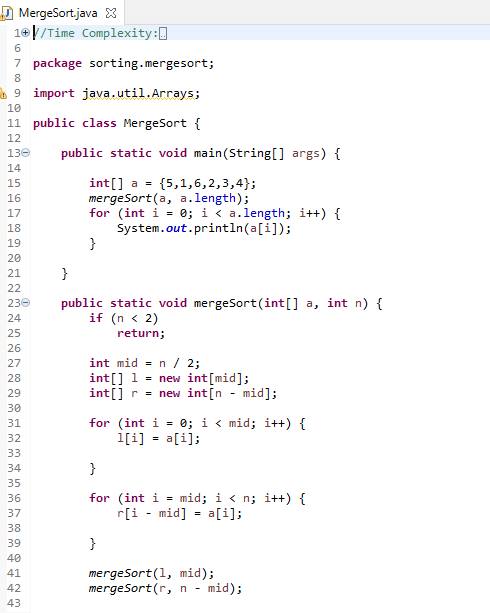 MergeSort.java
1 //Time Complexity:
6
7 package sorting.mergesort;
8
9 import java.util.Arrays;
10
11 public class MergeSort {
12
13     public static void main(String[] args) {
14
15         int[] a = {5,1,6,2,3,4};
16         mergeSort(a, a.length);
17         for (int i = 0; i < a.length; i++) {
18             System.out.println(a[i]);
19         }
20
21     }
22
23     public static void mergeSort(int[] a, int n) {
24         if (n < 2)
25             return;
26
27         int mid = n / 2;
28         int[] l = new int[mid];
29         int[] r = new int[n - mid];
30
31         for (int i = 0; i < mid; i++) {
32             l[i] = a[i];
33
34         }
35
36         for (int i = mid; i < n; i++) {
37             r[i - mid] = a[i];
38
39         }
40
41         mergeSort(l, mid);
42         mergeSort(r, n - mid);
43